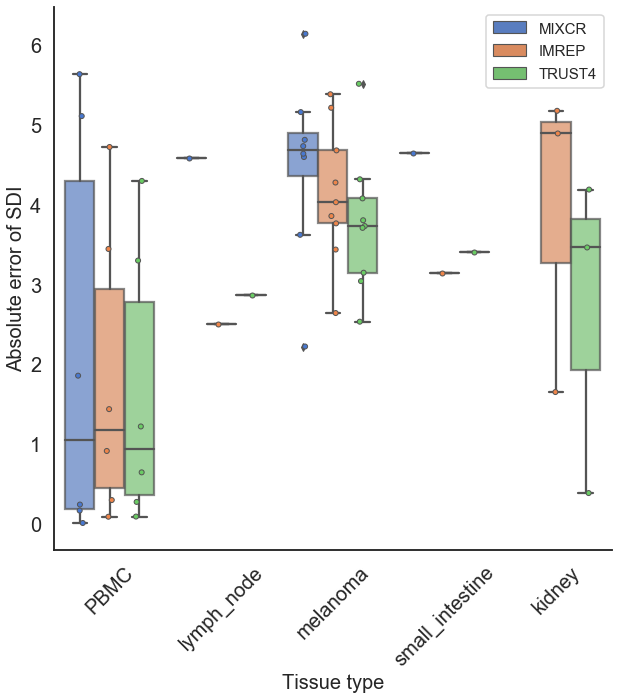 MIXCR
IMREP
TRUST4
Absolute error of SDI
6
5
4
3
2
1
0
PBMC
lymph_node
melanoma
small_intestine
kidney
Tissue type